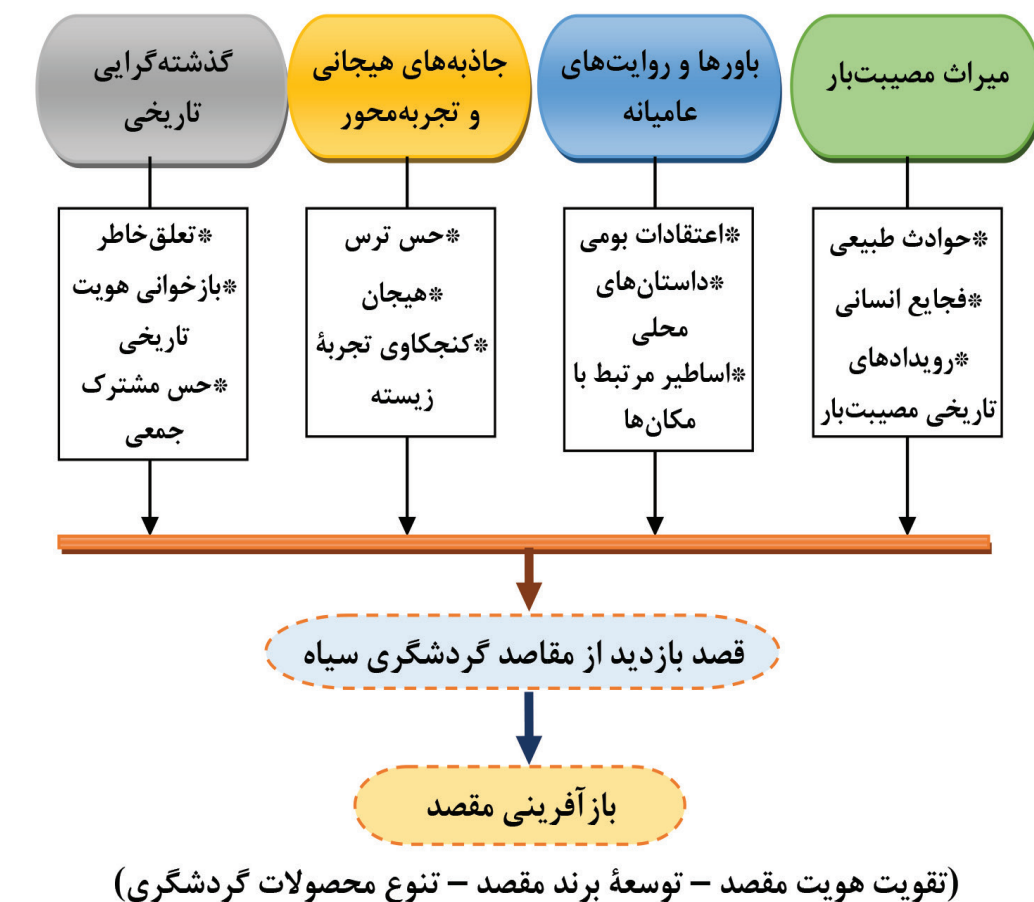 میراث مصیبت‌بار
باورها و روایت‌های
عامیانه
جاذبه‌های هیجانی
و تجربه‌محور
گذشته‌گرایی
تاریخی
*حوادث طبیعی
*فجایع انسانی
*رویدادهای
تاریخی مصیبت‌بار
*اعتقادات بومی
*داستان‌های
محلی
*اساطیر مرتبط با
مکان‌ها
*حس ترس
*هیجان
*کنجکاوی تجربهٔ
زیسته
*تعلق‌خاطر
*بازخوانی هویت
تاریخی
*حس مشترک
جمعی
قصد بازدید از مقاصد گردشگری سیاه
بازآفرینی مقصد
(تقویت هویت مقصد – توسعهٔ برند مقصد – تنوع محصولات گردشگری)